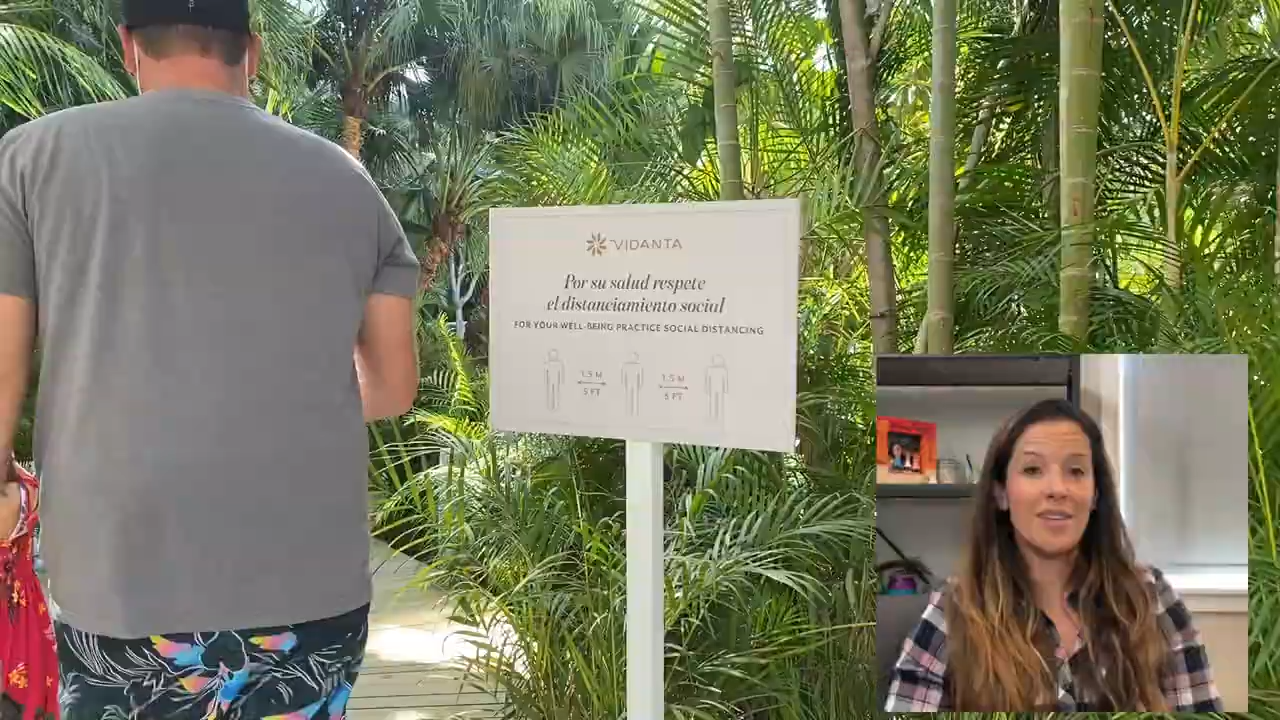 VIDANTA
Por su salud respete
el distanciamiento social
FOR YOUR WELL-BEING PRACTICE SOCIAL DISTANCING
1.5 M 1.5 M
5 FT 5 FT